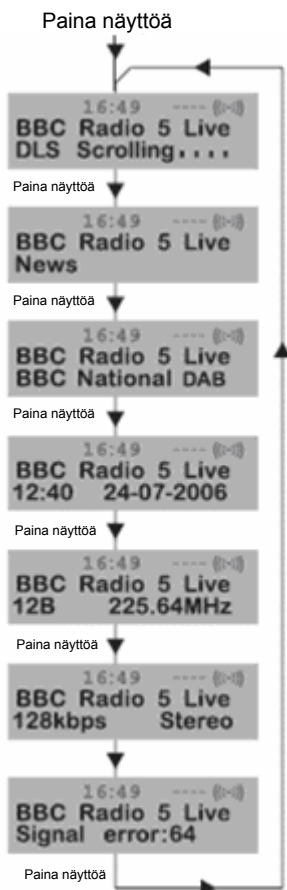 Paina näyttöä
16:49 ----
BBC Radio 5 Live
DLS Scrolling....
Paina näyttöä
16:49 ----
BBC Radio 5 Live
News
Paina näyttöä
16:49 ----
BBC Radio 5 Live
BBC National DAB
Paina näyttöä
16:49 ----
BBC Radio 5 Live
12:40 24-07-2006
Paina näyttöä
16:49 ----
BBC Radio 5 Live
12B 225.64MHz
Paina näyttöä
16:49 ----
BBC Radio 5 Live
128kbps Stereo
16:49 ----
BBC Radio 5 Live
Signal error:64
Paina näyttöä